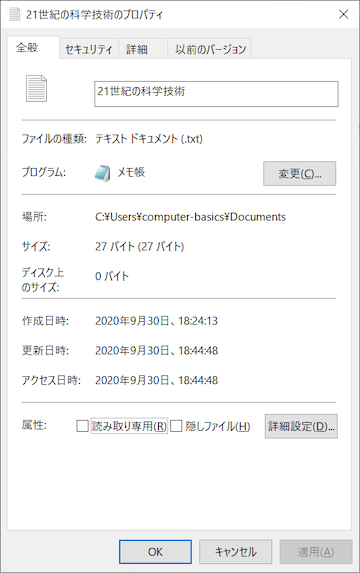 21世紀の科学技術のプロパティ
全般 セキュリティ 詳細 以前のバージョン
21世紀の科学技術
ファイルの種類: テキスト ドキュメント (.txt)
プログラム: メモ帳 変更(C)...
場所: C:¥Users¥computer-basics¥Documents
サイズ: 27 バイト (27 バイト)
ディスク上
のサイズ: 0 バイト
作成日時: 2020年9月30日、18:24:13
更新日時: 2020年9月30日、18:44:48
アクセス日時: 2020年9月30日、18:44:48
属性: 読み取り専用(R) 隠しファイル(H) 詳細設定(D)...
OK キャンセル 適用(A)